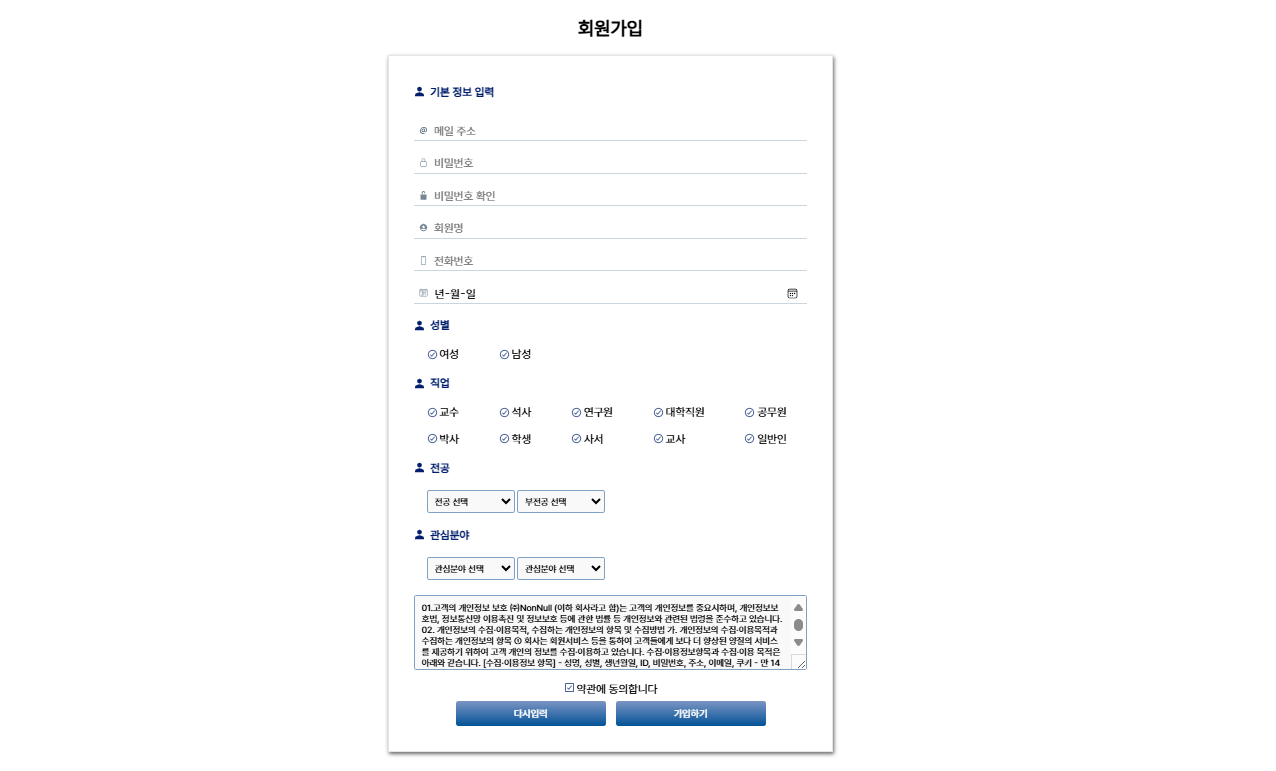 회원가입
기본 정보 입력
메일 주소
비밀번호
비밀번호 확인
회원명
전화번호
년-월-일
성별
여성 남성
직업
교수 석사 연구원 대학직원 공무원
박사 학생 사서 교사 일반인
전공
전공 선택 부전공 선택
관심분야
관심분야 선택 관심분야 선택
01.고객의 개인정보 보호 ㈜NonNull (이하 회사라고 함)는 고객의 개인정보를 중요시하며, 개인정보보
호법, 정보통신망 이용촉진 및 정보보호 등에 관한 법률 등 개인정보와 관련된 법령을 준수하고 있습니다.
02. 개인정보의 수집·이용목적, 수집하는 개인정보의 항목 및 수집방법 가. 개인정보의 수집·이용목적과
수집하는 개인정보의 항목 ① 회사는 회원서비스 등을 통하여 고객들에게 보다 더 향상된 양질의 서비스
를 제공하기 위하여 고객 개인의 정보를 수집·이용하고 있습니다. 수집·이용정보항목과 수집·이용 목적은
아래와 같습니다. [수집·이용정보 항목] - 성명, 성별, 생년월일, ID, 비밀번호, 주소, 이메일, 쿠키 - 만 14
약관에 동의합니다
다시입력 가입하기